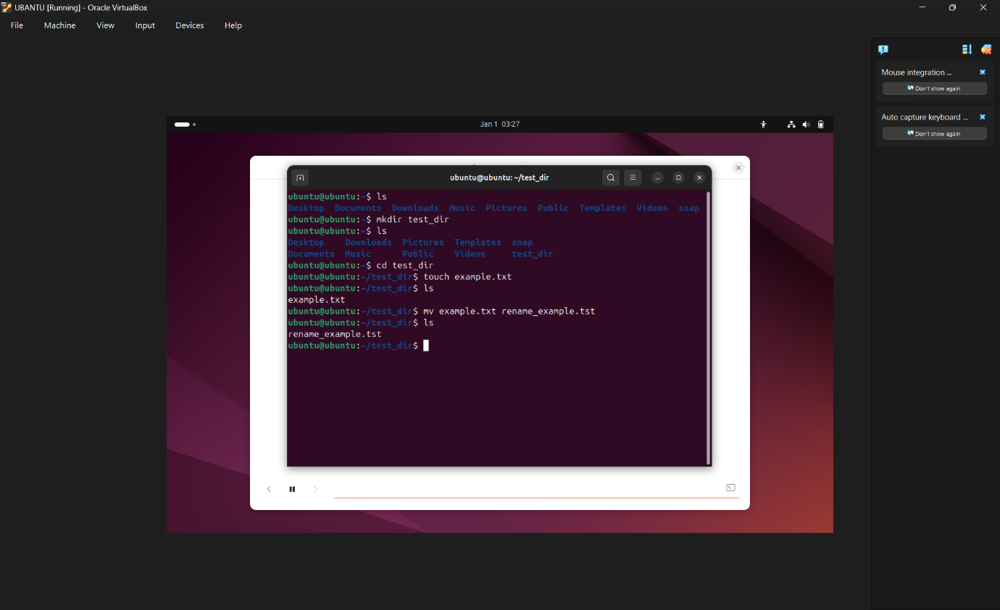 UBANTU [Running] - Oracle VirtualBox
File Machine View Input Devices Help
Mouse integration ...
Don't show again
Auto capture keyboard ...
Don't show again
Jan 1 03:27
ubuntu@ubuntu: ~/test_dir
ubuntu@ubuntu:~$ ls
Desktop Documents Downloads Music Pictures Public Templates Videos snap
ubuntu@ubuntu:~$ mkdir test_dir
ubuntu@ubuntu:~$ ls
Desktop Downloads Pictures Templates snap
Documents Music Public Videos test_dir
ubuntu@ubuntu:~$ cd test_dir
ubuntu@ubuntu:~/test_dir$ touch example.txt
ubuntu@ubuntu:~/test_dir$ ls
example.txt
ubuntu@ubuntu:~/test_dir$ mv example.txt rename_example.tst
ubuntu@ubuntu:~/test_dir$ ls
rename_example.tst
ubuntu@ubuntu:~/test_dir$